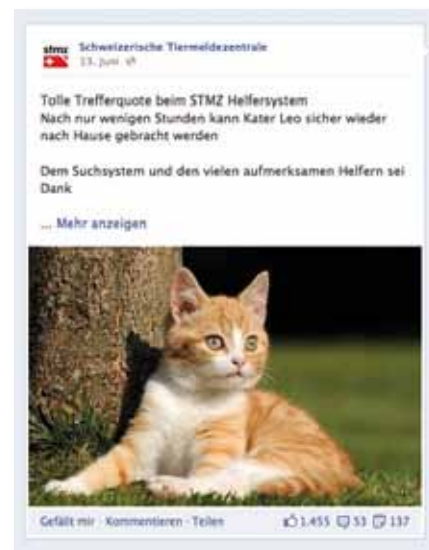 stmz
Schweizerische Tiermeldezentrale
13. Juni
Tolle Trefferquote beim STMZ Helfersystem
Nach nur wenigen Stunden kann Kater Leo sicher wieder
nach Hause gebracht werden
Dem Suchsystem und den vielen aufmerksamen Helfern sei
Dank
... Mehr anzeigen
Gefällt mir · Kommentieren · Teilen 1.455 53 137